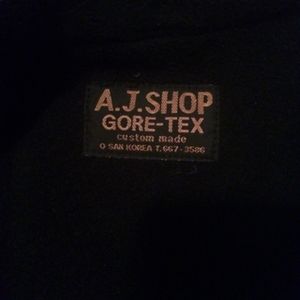 A.J.SHOP
GORE-TEX
custom made
O SAN KOREA T.667-3586